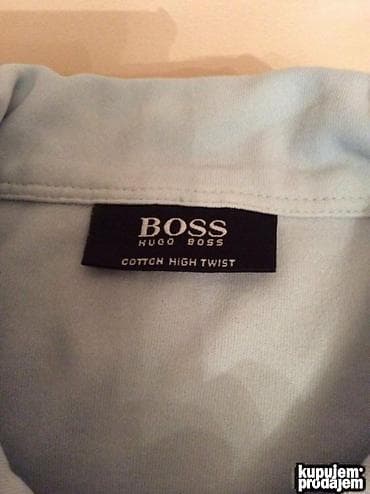 BOSS
HUGO BOSS
COTTON HIGH TWIST
kupujem
prodajem